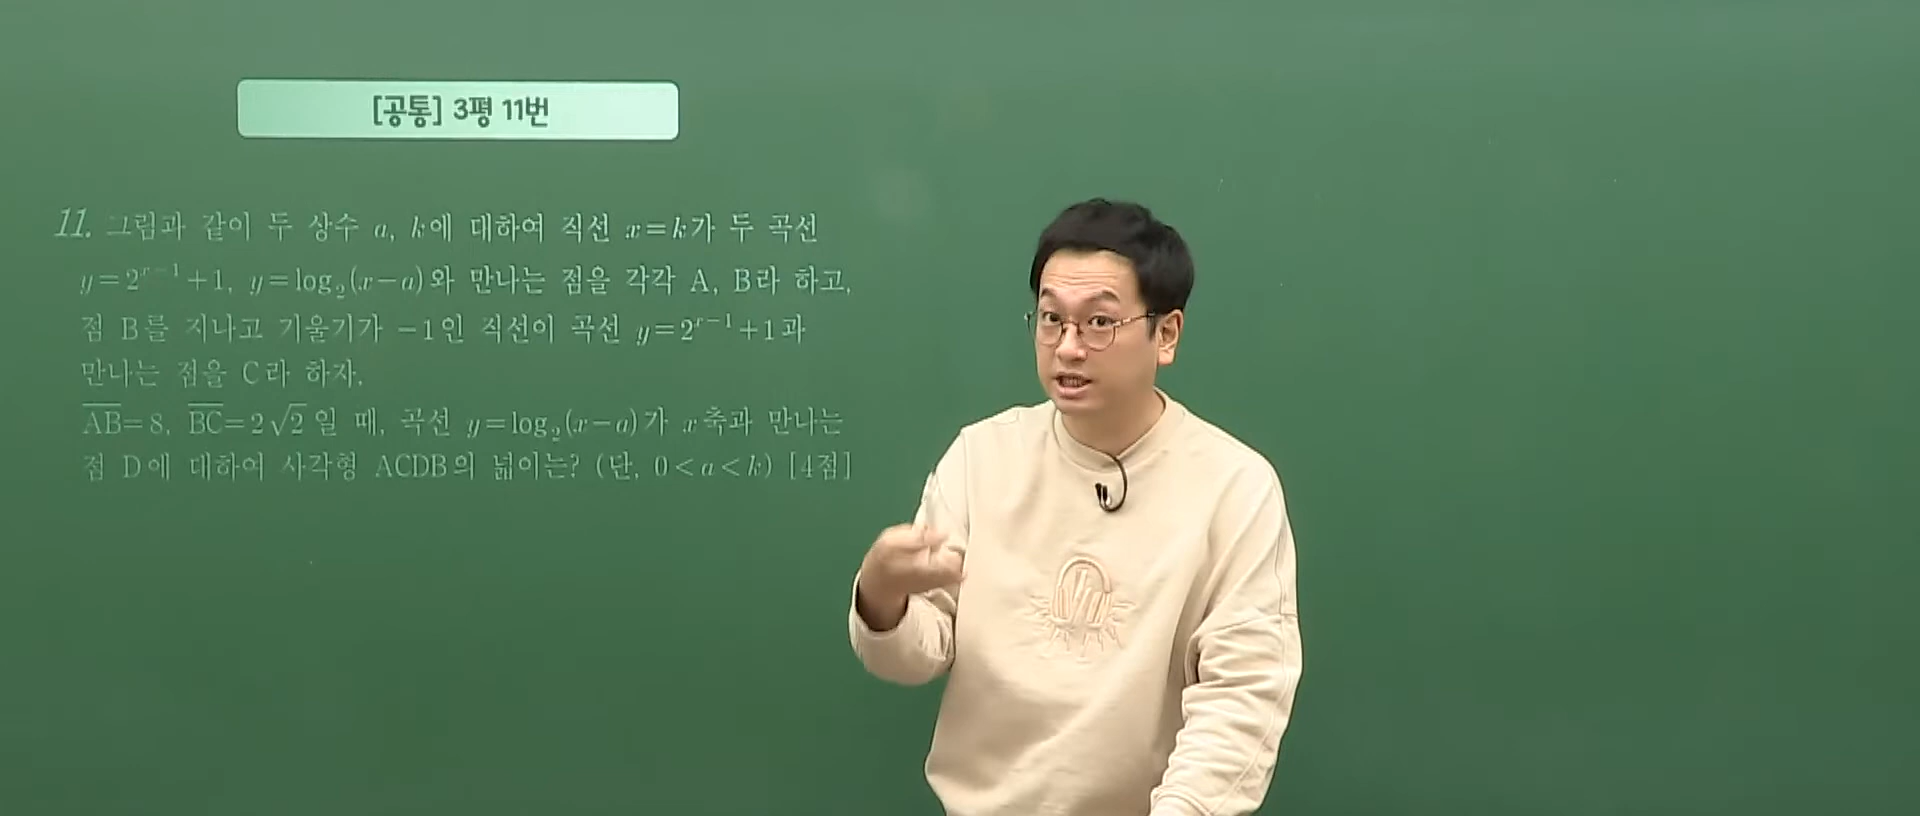 [공통] 3평 11번
11. 그림과 같이 두 상수 a, k에 대하여 직선 x=k가 두 곡선
y=2^{x-1}+1, y=log₂(x-a)와 만나는 점을 각각 A, B라 하고,
점 B를 지나고 기울기가 -1인 직선이 곡선 y=2^{x-1}+1과
만나는 점을 C라 하자.
\overline{AB}=8, \overline{BC}=2√2일 때, 곡선 y=log₂(x-a)가 x축과 만나는
점 D에 대하여 사각형 ACDB의 넓이는? (단, 0<a<k) [4점]